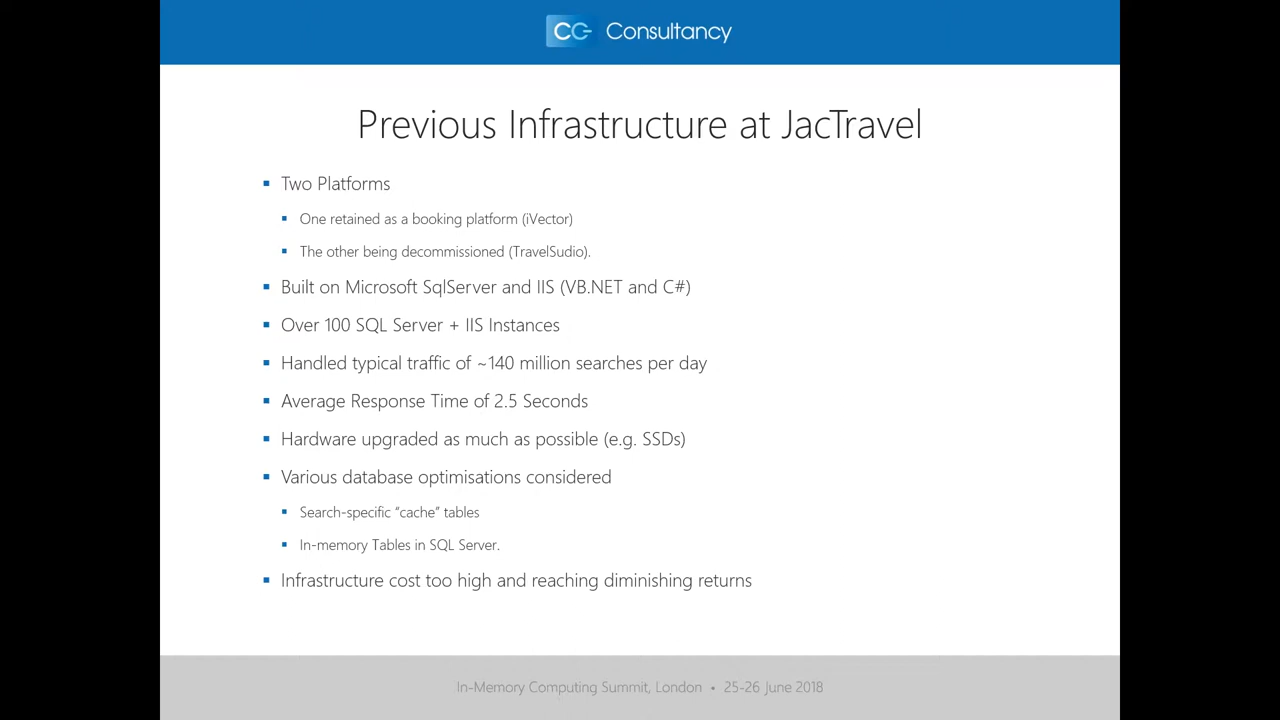 CG Consultancy
Previous Infrastructure at JacTravel
Two Platforms
One retained as a booking platform (iVector)
The other being decommissioned (TravelSudio).
Built on Microsoft SqlServer and IIS (VB.NET and C#)
Over 100 SQL Server + IIS Instances
Handled typical traffic of ~140 million searches per day
Average Response Time of 2.5 Seconds
Hardware upgraded as much as possible (e.g. SSDs)
Various database optimisations considered
Search-specific “cache” tables
In-memory Tables in SQL Server.
Infrastructure cost too high and reaching diminishing returns
In-Memory Computing Summit, London • 25-26 June 2018